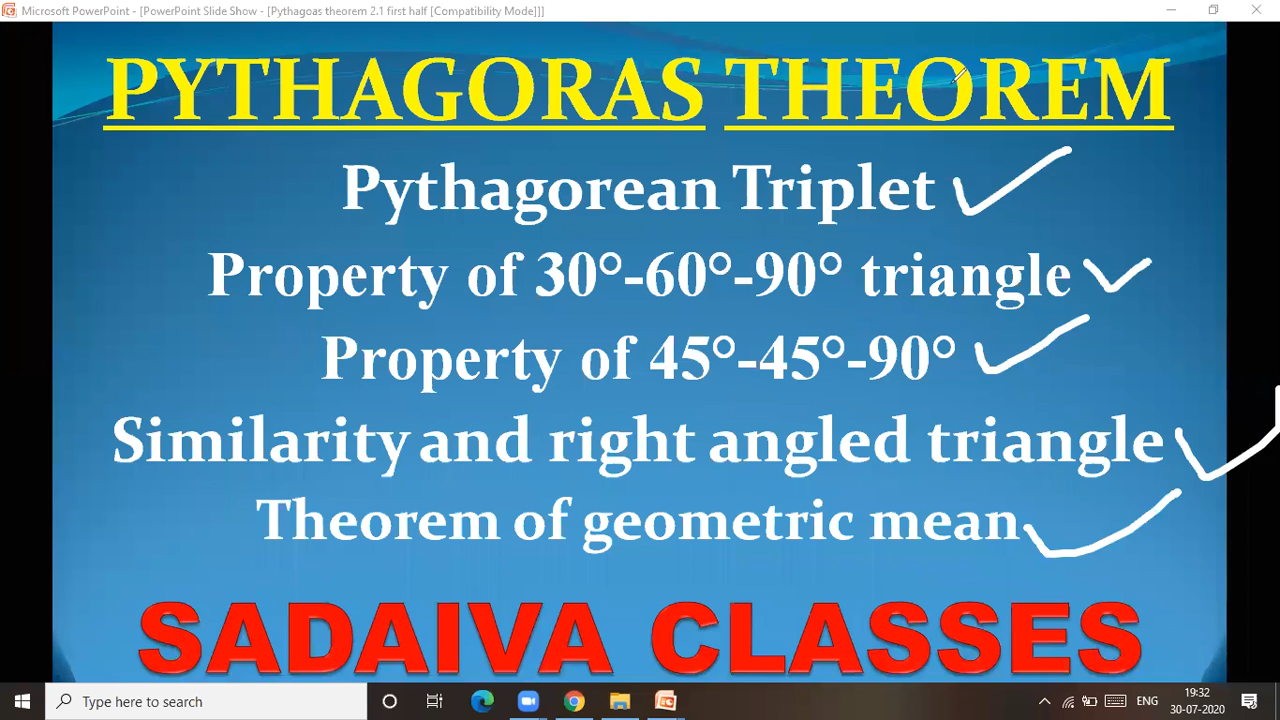 Microsoft PowerPoint - [PowerPoint Slide Show - [Pythagoas theorem 2.1 first half [Compatibility Mode]]]
PYTHAGORAS THEOREM
Pythagorean Triplet
Property of 30°-60°-90° triangle
Property of 45°-45°-90°
Similarity and right angled triangle
Theorem of geometric mean
SADAIVA CLASSES
Type here to search
ENG
19:32
30-07-2020